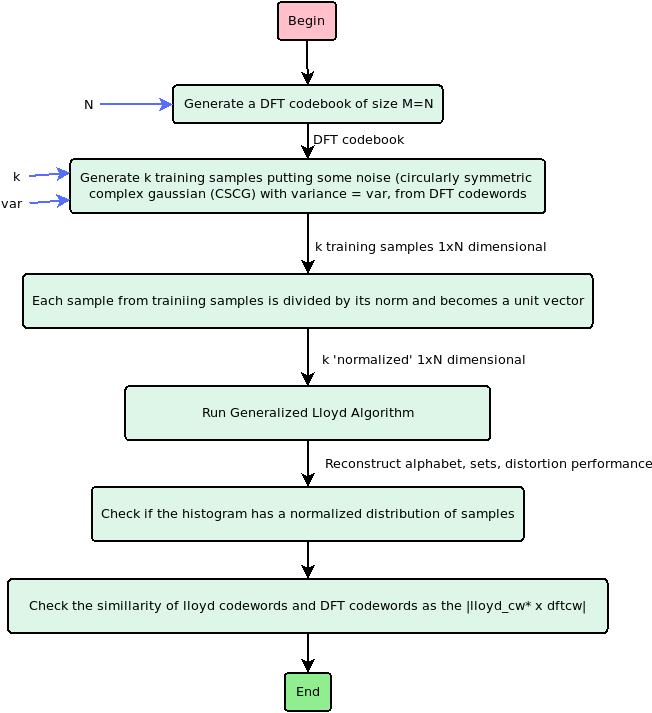 Begin
N
Generate a DFT codebook of size M=N
DFT codebook
k
var
Generate k training samples putting some noise (circularly symmetric
complex gaussian (CSCG) with variance = var, from DFT codewords
k training samples 1xN dimensional
Each sample from trainiing samples is divided by its norm and becomes a unit vector
k 'normalized' 1xN dimensional
Run Generalized Lloyd Algorithm
Reconstruct alphabet, sets, distortion performance
Check if the histogram has a normalized distribution of samples
Check the simillarity of lloyd codewords and DFT codewords as the |lloyd_cw* x dftcw|
End